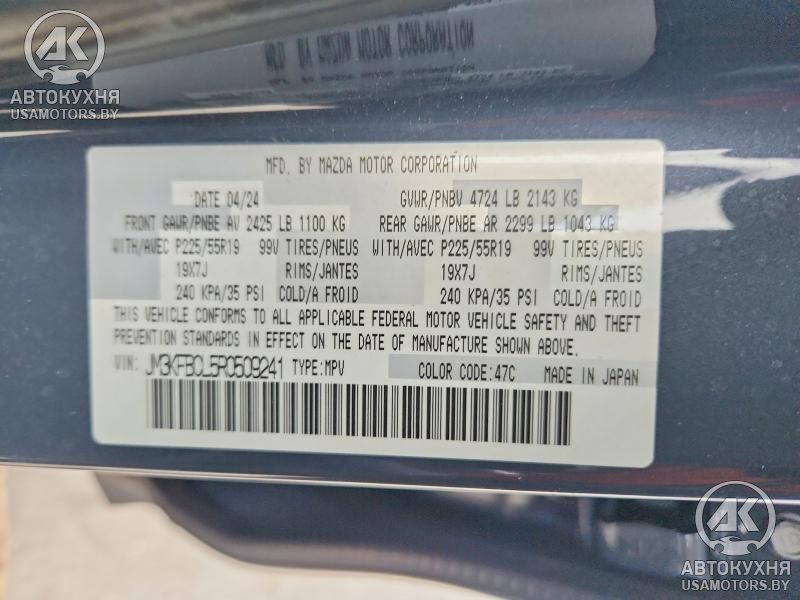 АК
АВТОКУХНЯ
USAMOTORS.BY
MFD. BY MAZDA MOTOR CORPORATION
DATE 04/24 GVWR/PNBV 4724 LB 2143 KG
FRONT GAWR/PNBE AV 2425 LB 1100 KG REAR GAWR/PNBE AR 2299 LB 1043 KG
WITH/AVEC P225/55R19 99V TIRES/PNEUS WITH/AVEC P225/55R19 99V TIRES/PNEUS
19X7J RIMS/JANTES 19X7J RIMS/JANTES
240 KPA/35 PSI COLD/A FROID 240 KPA/35 PSI COLD/A FROID
THIS VEHICLE CONFORMS TO ALL APPLICABLE FEDERAL MOTOR VEHICLE SAFETY AND THEFT
PREVENTION STANDARDS IN EFFECT ON THE DATE OF MANUFACTURE SHOWN ABOVE.
VIN: JM3KFBCL5R0509241 TYPE:MPV COLOR CODE:47C MADE IN JAPAN
АК
АВТОКУХНЯ
USAMOTORS.BY